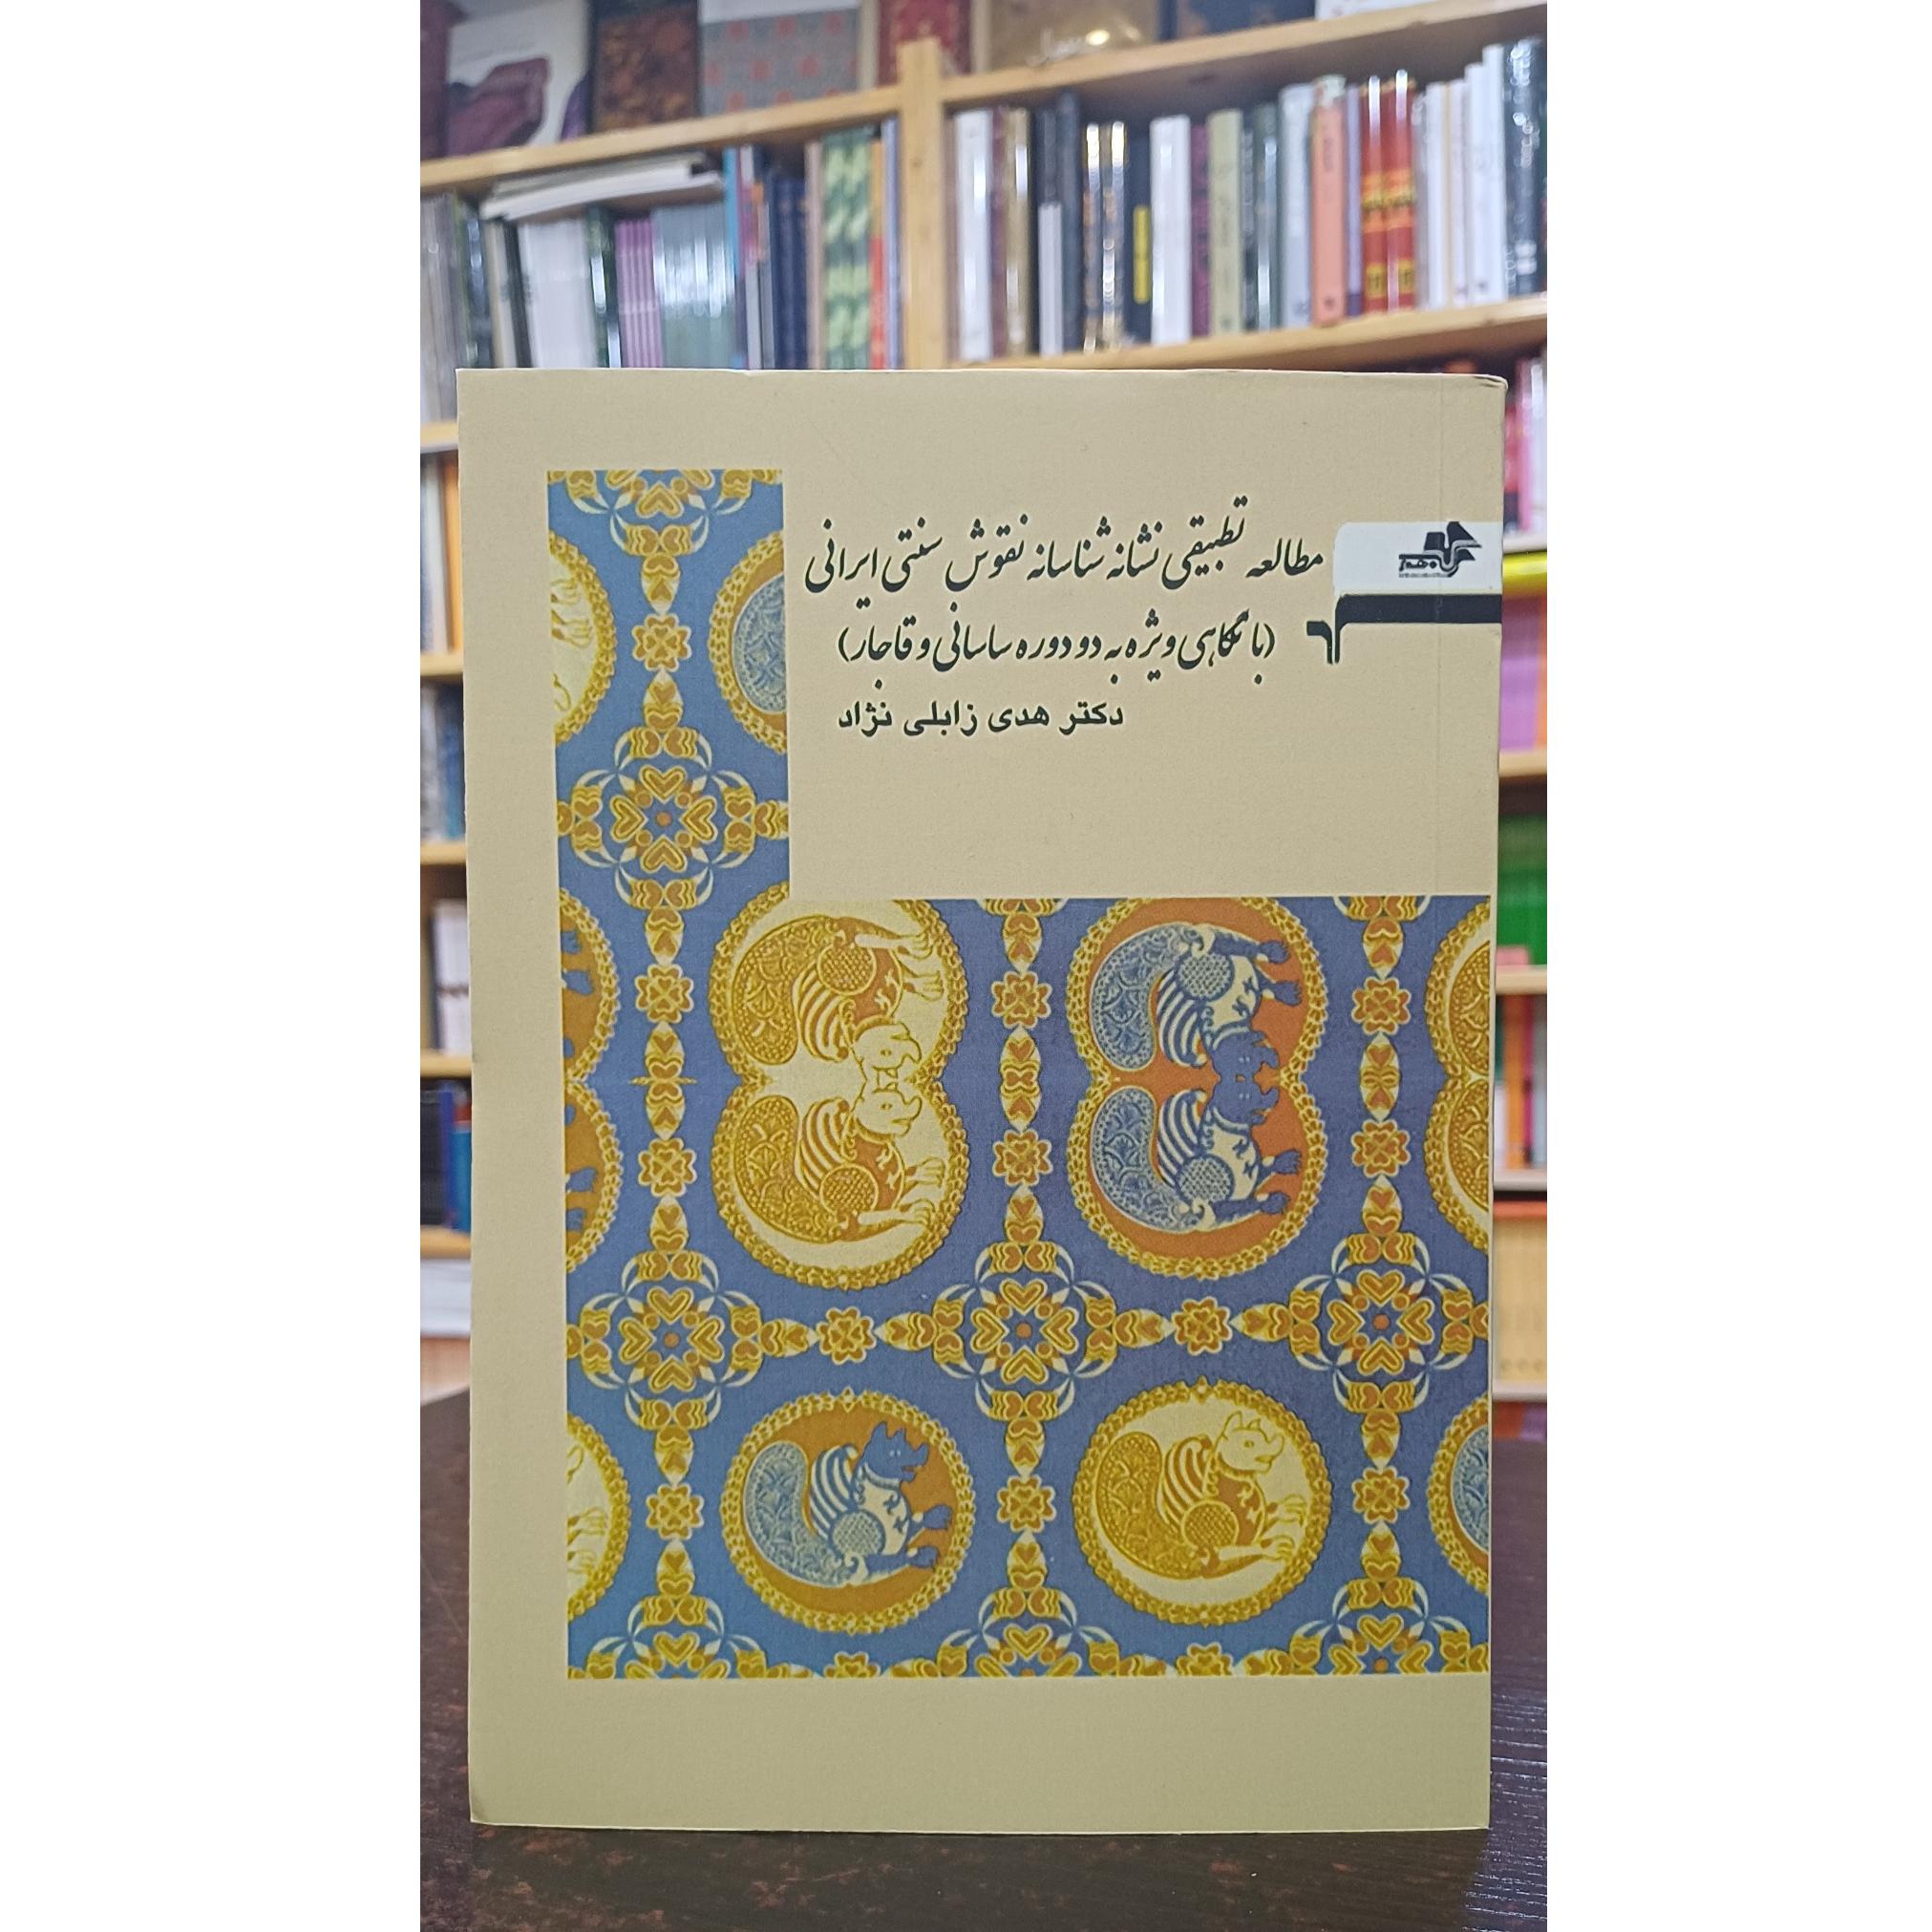 مطالعه تطبیقی نشانه شناسانه نقوش سنتی ایرانی
(با نگاهی ویژه به دو دوره ساسانی و قاجار)
دکتر هدی زابلی نژاد